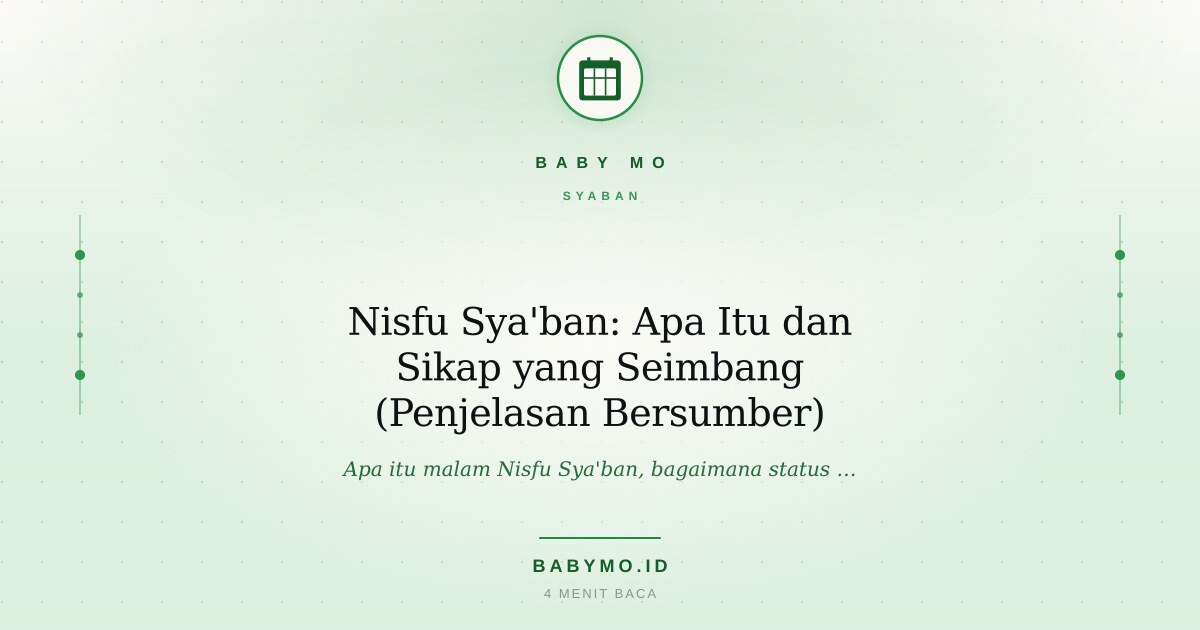 BABY MO
SYABAN
Nisfu Sya'ban: Apa Itu dan
Sikap yang Seimbang
(Penjelasan Bersumber)
Apa itu malam Nisfu Sya'ban, bagaimana status ...
BABYMO.ID
4 MENIT BACA